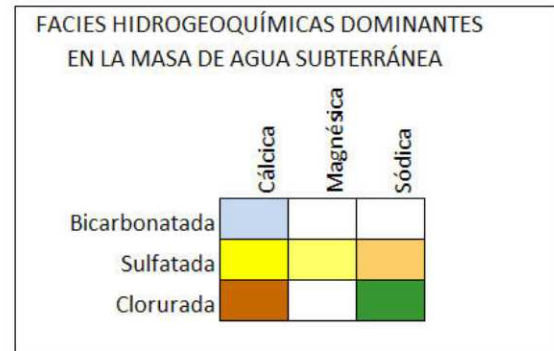 FACIES HIDROGEOQUÍMICAS DOMINANTES
EN LA MASA DE AGUA SUBTERRÁNEA
Cálcica
Magnésica
Sódica
Bicarbonatada
Sulfatada
Clorurada